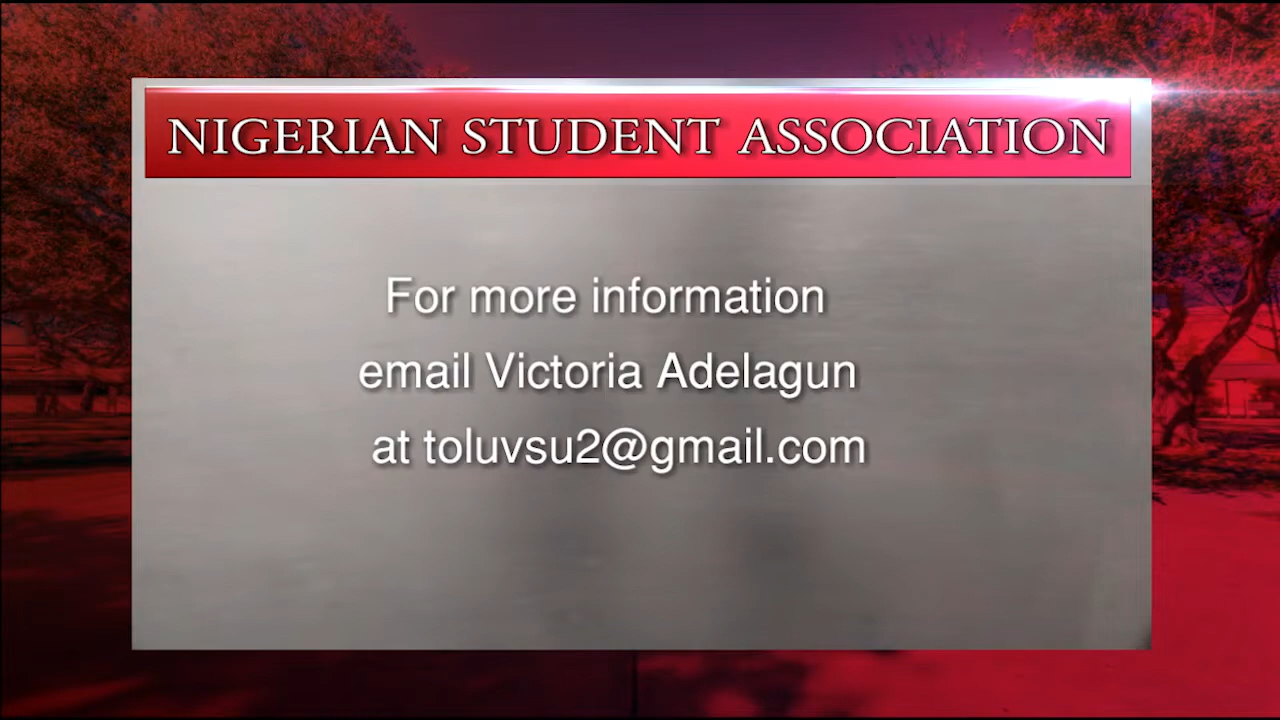 NIGERIAN STUDENT ASSOCIATION
For more information
email Victoria Adelagun
at toluvsu2@gmail.com